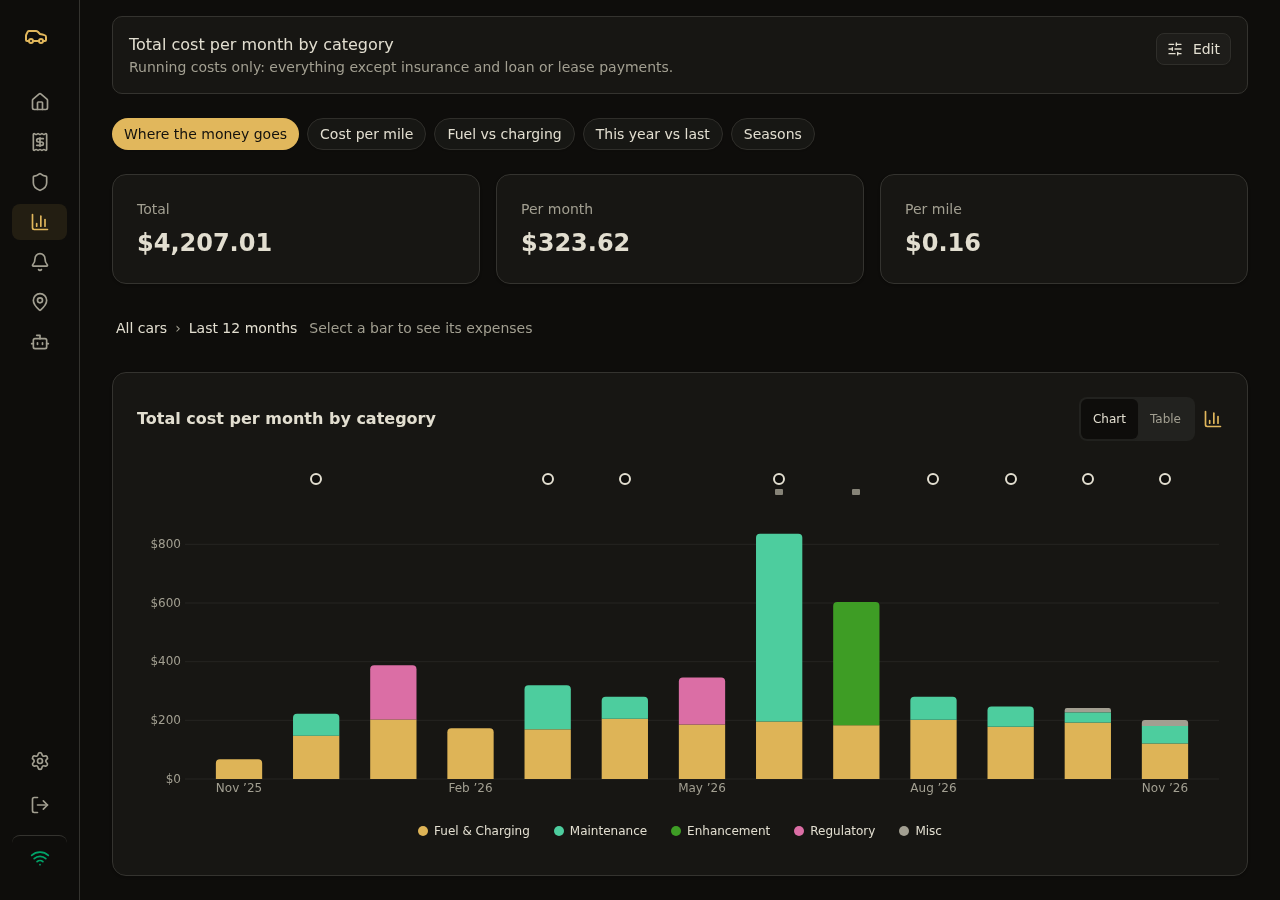 Total cost per month by category
Running costs only: everything except insurance and loan or lease payments.
Edit
Where the money goes
Cost per mile
Fuel vs charging
This year vs last
Seasons
Total
$4,207.01
Per month
$323.62
Per mile
$0.16
All cars › Last 12 months Select a bar to see its expenses
Total cost per month by category
Chart
Table
$800
$600
$400
$200
$0
Nov ’25
Feb ’26
May ’26
Aug ’26
Nov ’26
Fuel & Charging
Maintenance
Enhancement
Regulatory
Misc